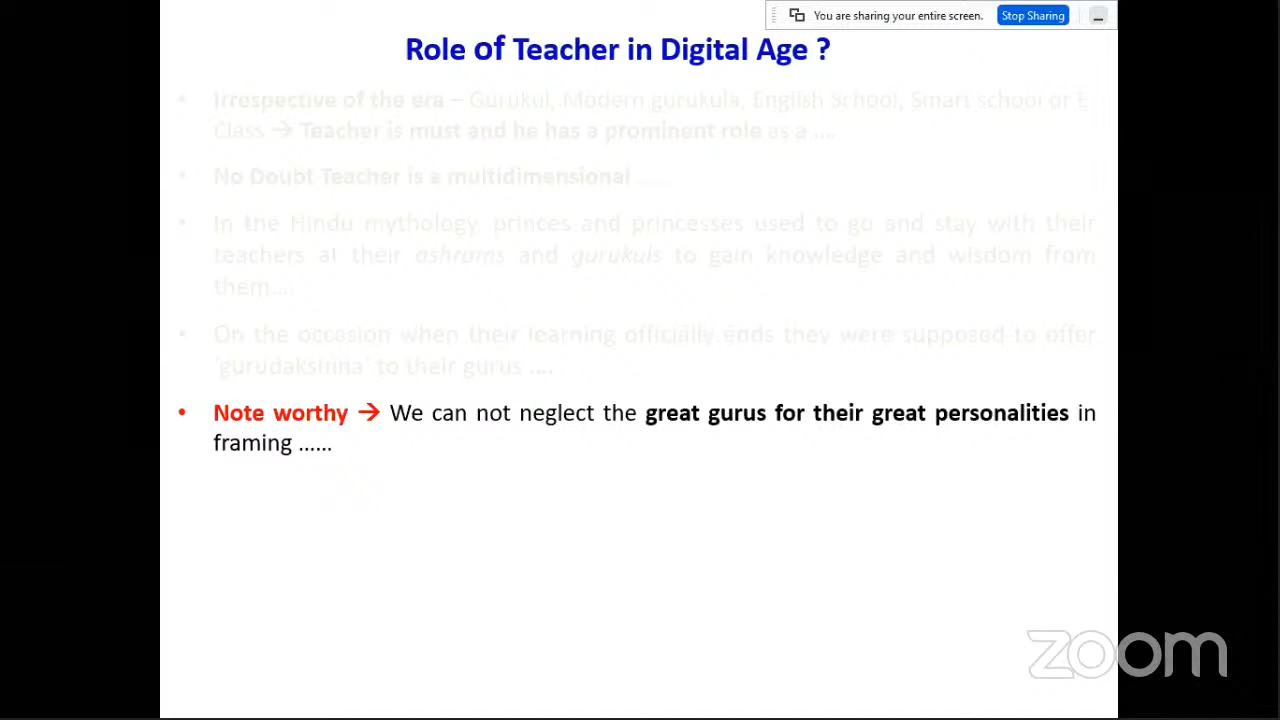 You are sharing your entire screen. Stop Sharing
Role of Teacher in Digital Age ?
• Irrespective of the era – Gurukul, Modern gurukula, English School, Smart school or E
Class → Teacher is must and he has a prominent role as a ....
• No Doubt Teacher is a multidimensional .....
• In the Hindu mythology, princes and princesses used to go and stay with their
teachers at their ashrams and gurukuls to gain knowledge and wisdom from
them....
• On the occasion when their learning officially ends they were supposed to offer
'gurudakshina' to their gurus ....
• Note worthy → We can not neglect the great gurus for their great personalities in
framing ......
zoom